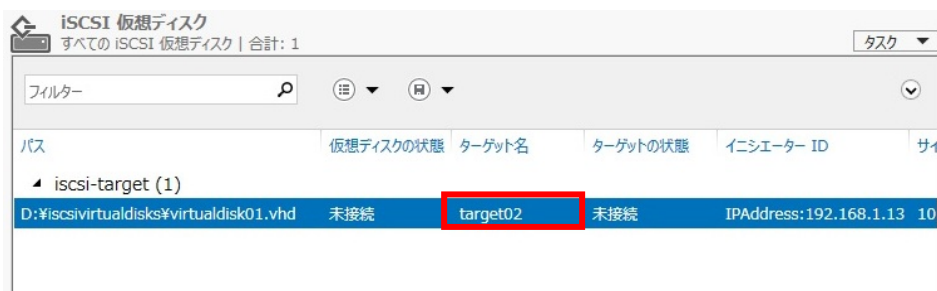 iSCSI 仮想ディスク
すべての iSCSI 仮想ディスク | 合計: 1
タスク
フィルター
パス 仮想ディスクの状態 ターゲット名 ターゲットの状態 イニシエーター ID サイ
iscsi-target (1)
D:¥iscsivirtualdisks¥virtualdisk01.vhd 未接続 target02 未接続 IPAddress:192.168.1.13 10